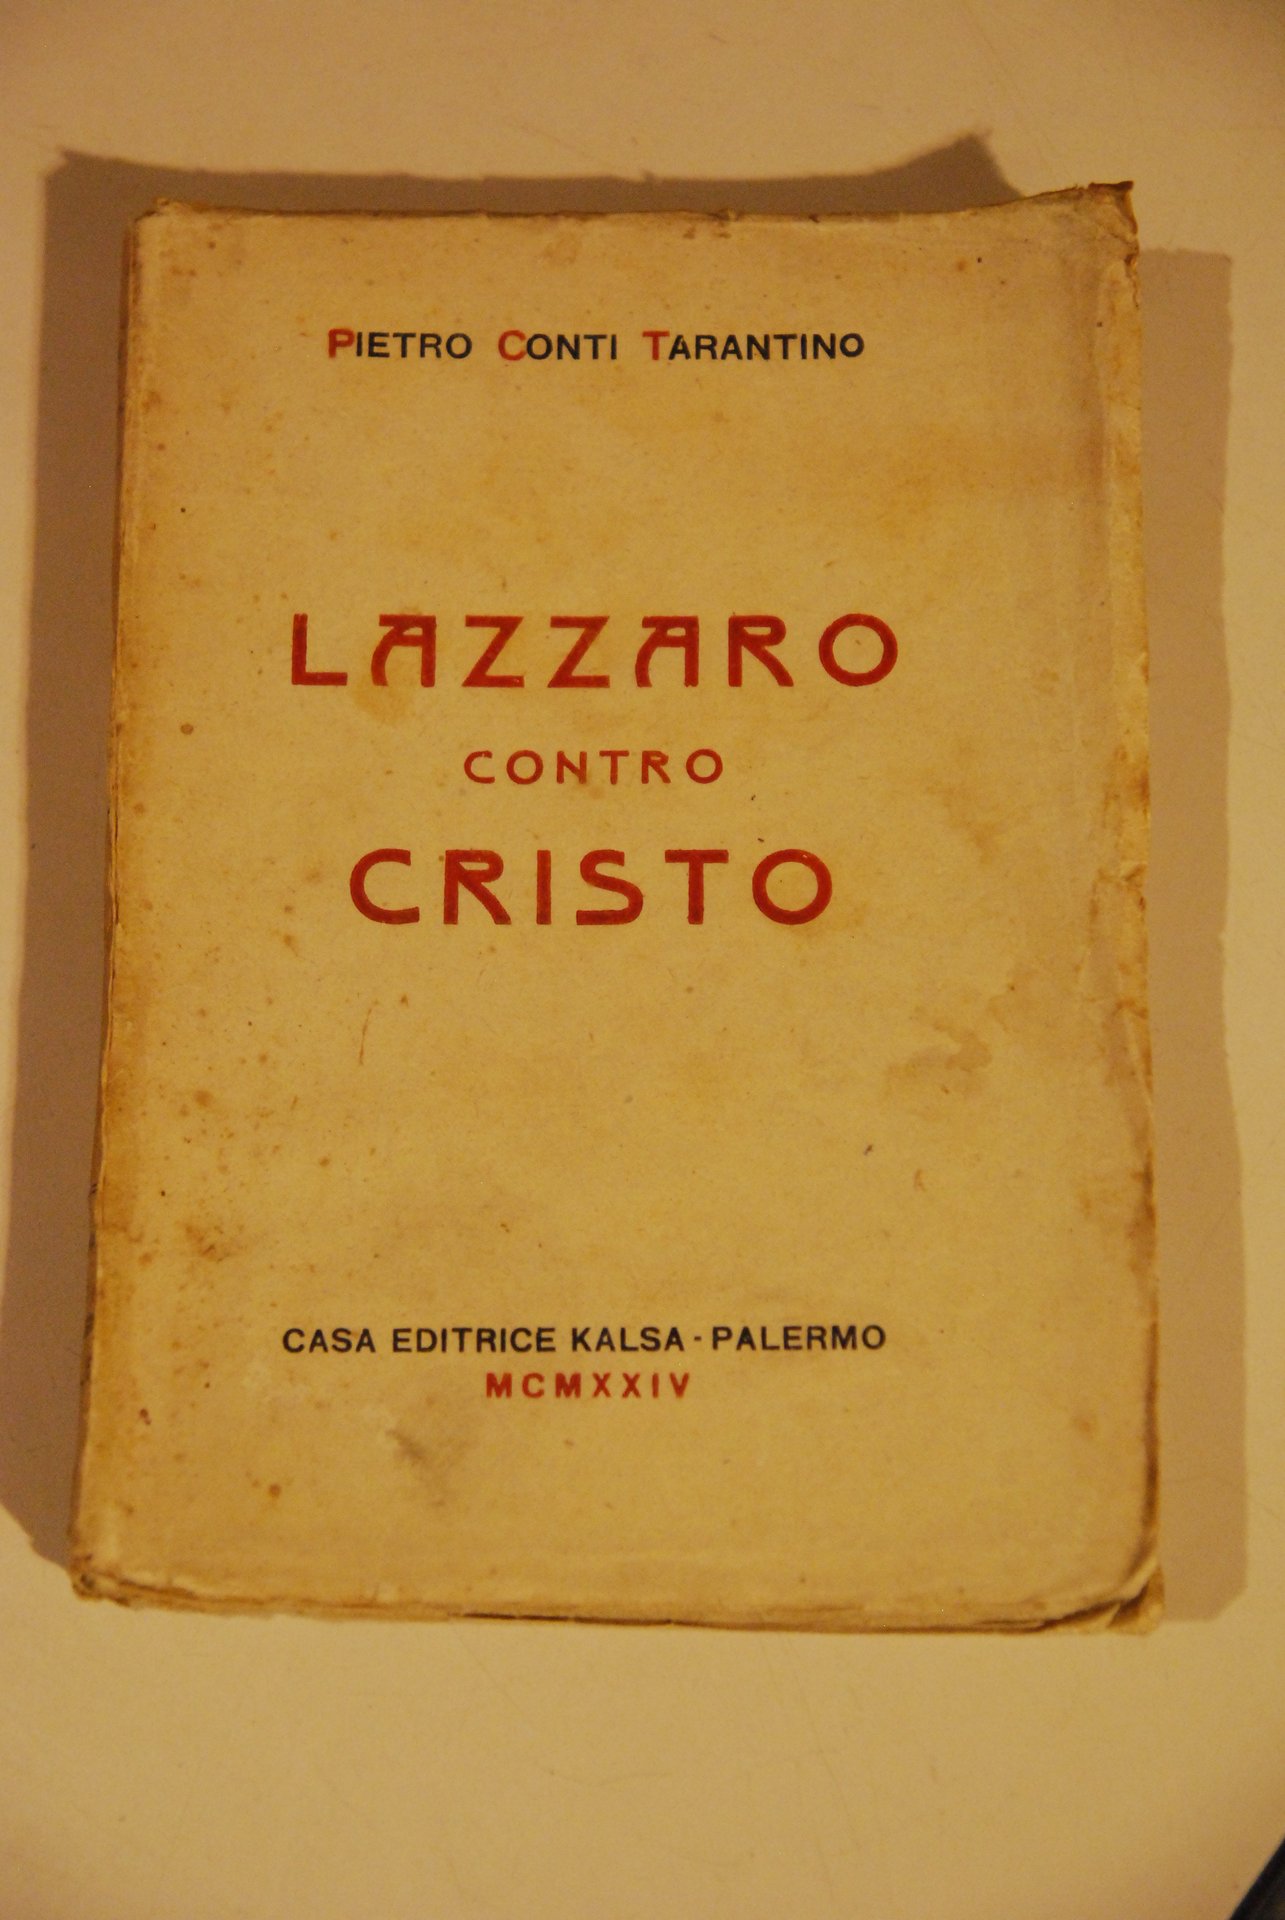 PIETRO CONTI TARANTINO
LAZZARO
CONTRO
CRISTO
CASA EDITRICE KALSA - PALERMO
MCMXXIV